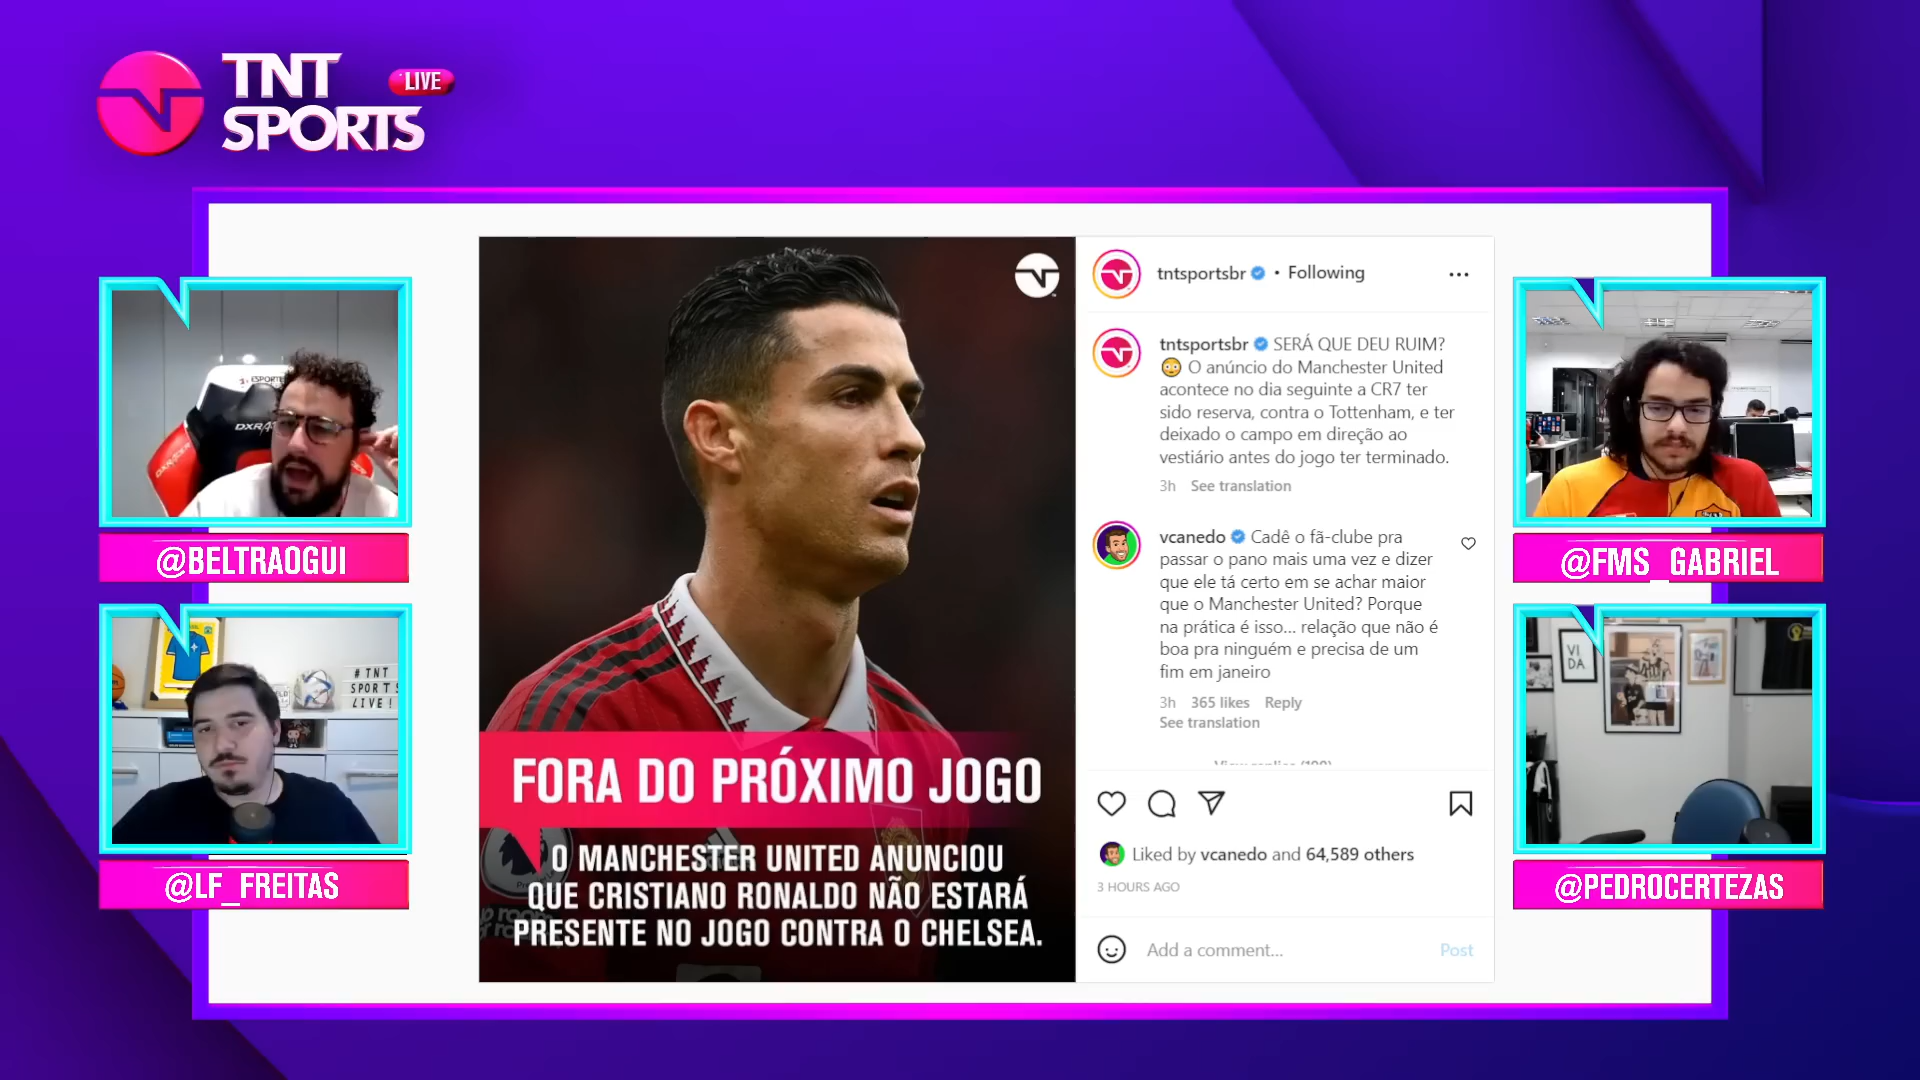 TNT
SPORTS
LIVE
tntsportsbr • Following
tntsportsbr SERÁ QUE DEU RUIM?
😳 O anúncio do Manchester United
acontece no dia seguinte a CR7 ter
sido reserva, contra o Tottenham, e ter
deixado o campo em direção ao
vestiário antes do jogo ter terminado.
3h See translation
vcanedo Cadê o fã-clube pra
passar o pano mais uma vez e dizer
que ele tá certo em se achar maior
que o Manchester United? Porque
na prática é isso... relação que não é
boa pra ninguém e precisa de um
fim em janeiro
3h 365 likes Reply
See translation
Liked by vcanedo and 64,589 others
3 HOURS AGO
Add a comment... Post
FORA DO PRÓXIMO JOGO
O MANCHESTER UNITED ANUNCIOU
QUE CRISTIANO RONALDO NÃO ESTARÁ
PRESENTE NO JOGO CONTRA O CHELSEA.
@BELTRAOGUI
@LF_FREITAS
@FMS_GABRIEL
@PEDROCERTEZAS
# TNT
SPORTS
LIVE!
VI
DA.